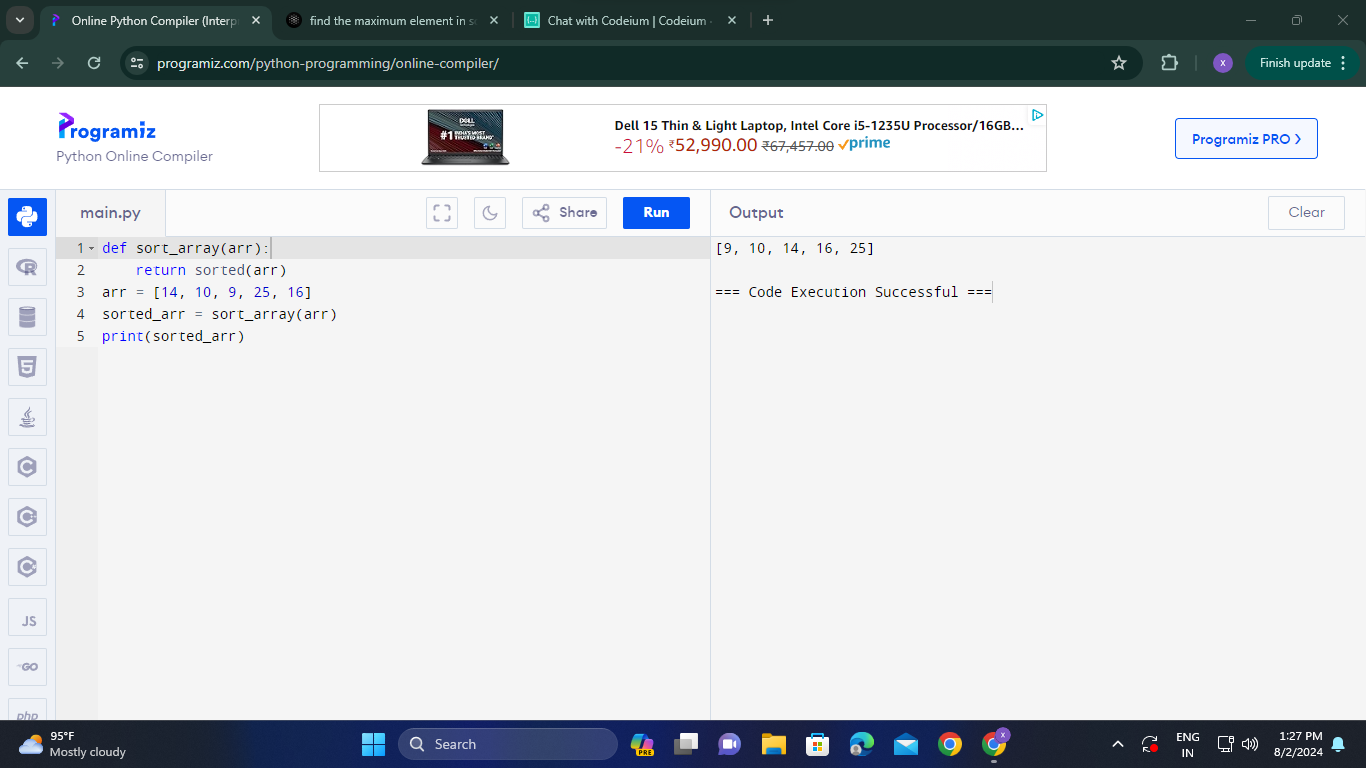 Online Python Compiler (Interp
find the maximum element in s
Chat with Codeium | Codeium
programiz.com/python-programming/online-compiler/
x
Finish update
Programiz
Python Online Compiler
DELL
#1 INDIA'S MOST
TRUSTED BRAND
Dell 15 Thin & Light Laptop, Intel Core i5-1235U Processor/16GB...
-21% ₹52,990.00 ₹67,457.00 prime
Programiz PRO >
main.py
Share
Run
Output
Clear
1 def sort_array(arr):
2 return sorted(arr)
3 arr = [14, 10, 9, 25, 16]
4 sorted_arr = sort_array(arr)
5 print(sorted_arr)
[9, 10, 14, 16, 25]
=== Code Execution Successful ===
R
5
C
C
C
JS
GO
php
95°F
Mostly cloudy
Search
PRE
x
ENG
IN
1:27 PM
8/2/2024